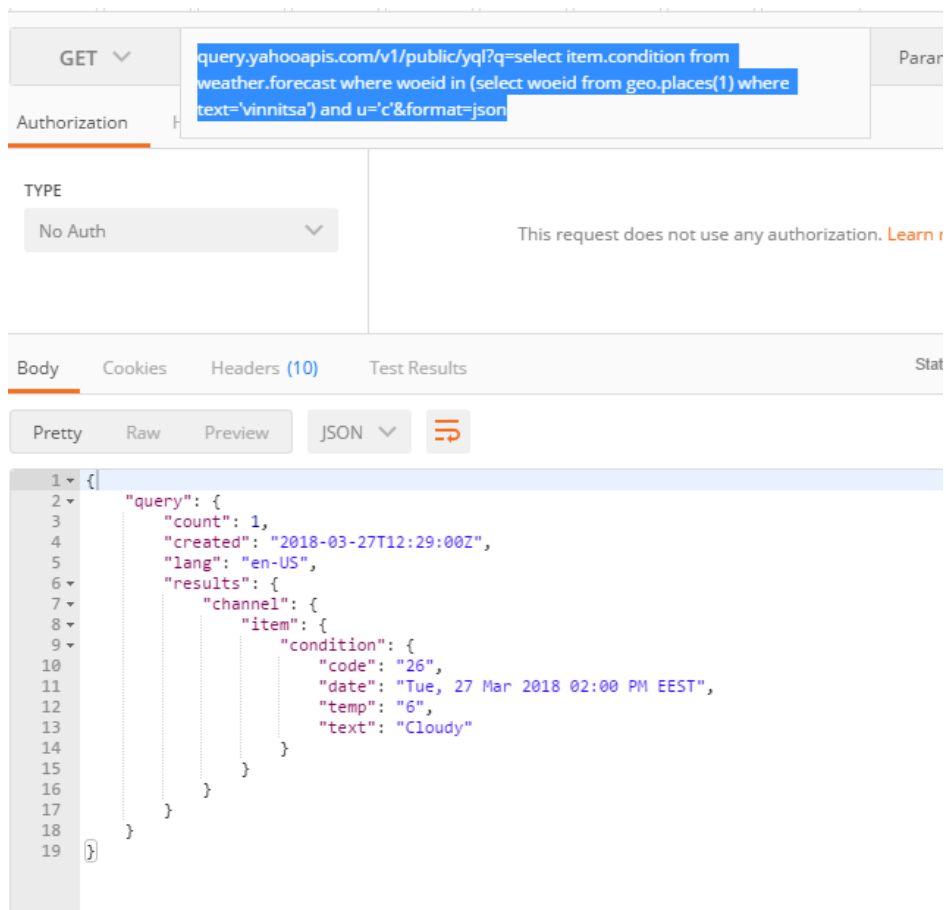 GET
query.yahooapis.com/v1/public/yql?q=select item.condition from
weather.forecast where woeid in (select woeid from geo.places(1) where
text='vinnitsa') and u='c'&format=json
Authorization
TYPE
No Auth
This request does not use any authorization. Learn
Body Cookies Headers (10) Test Results
Pretty Raw Preview JSON
1 {
2 "query": {
3 "count": 1,
4 "created": "2018-03-27T12:29:00Z",
5 "lang": "en-US",
6 "results": {
7 "channel": {
8 "item": {
9 "condition": {
10 "code": "26",
11 "date": "Tue, 27 Mar 2018 02:00 PM EEST",
12 "temp": "6",
13 "text": "Cloudy"
14 }
15 }
16 }
17 }
18 }
19 }